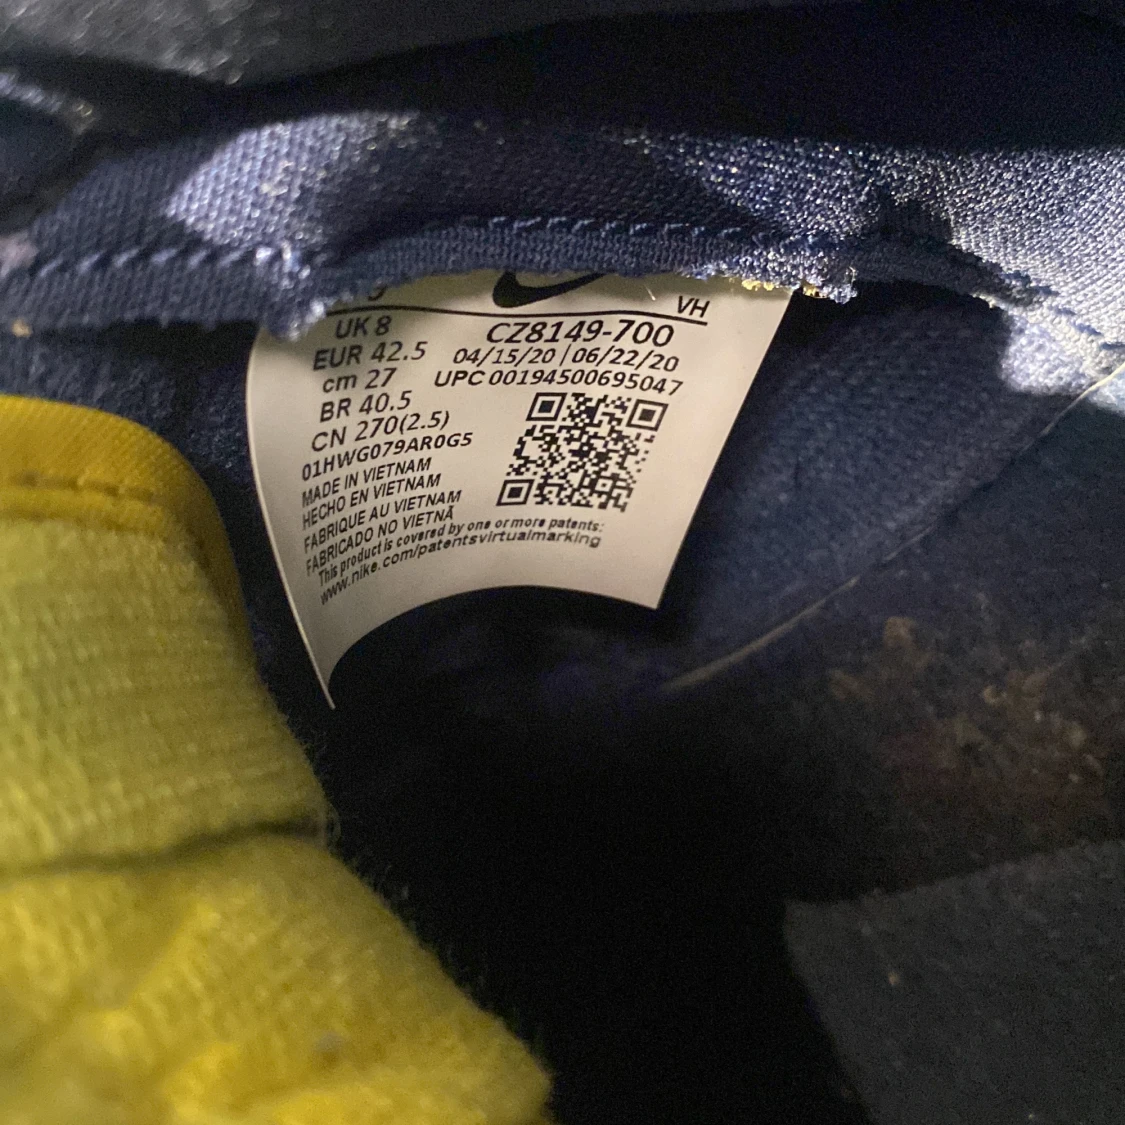 VH
UK 8
EUR 42.5
cm 27
BR 40.5
CN 270(2.5)
01HWG079AR0G5
CZ8149-700
04/15/20 | 06/22/20
UPC 00194500695047
MADE IN VIETNAM
HECHO EN VIETNAM
FABRIQUE AU VIETNAM
FABRICADO NO VIETNÃ
This product is covered by one or more patents:
www.nike.com/patentsvirtualmarking